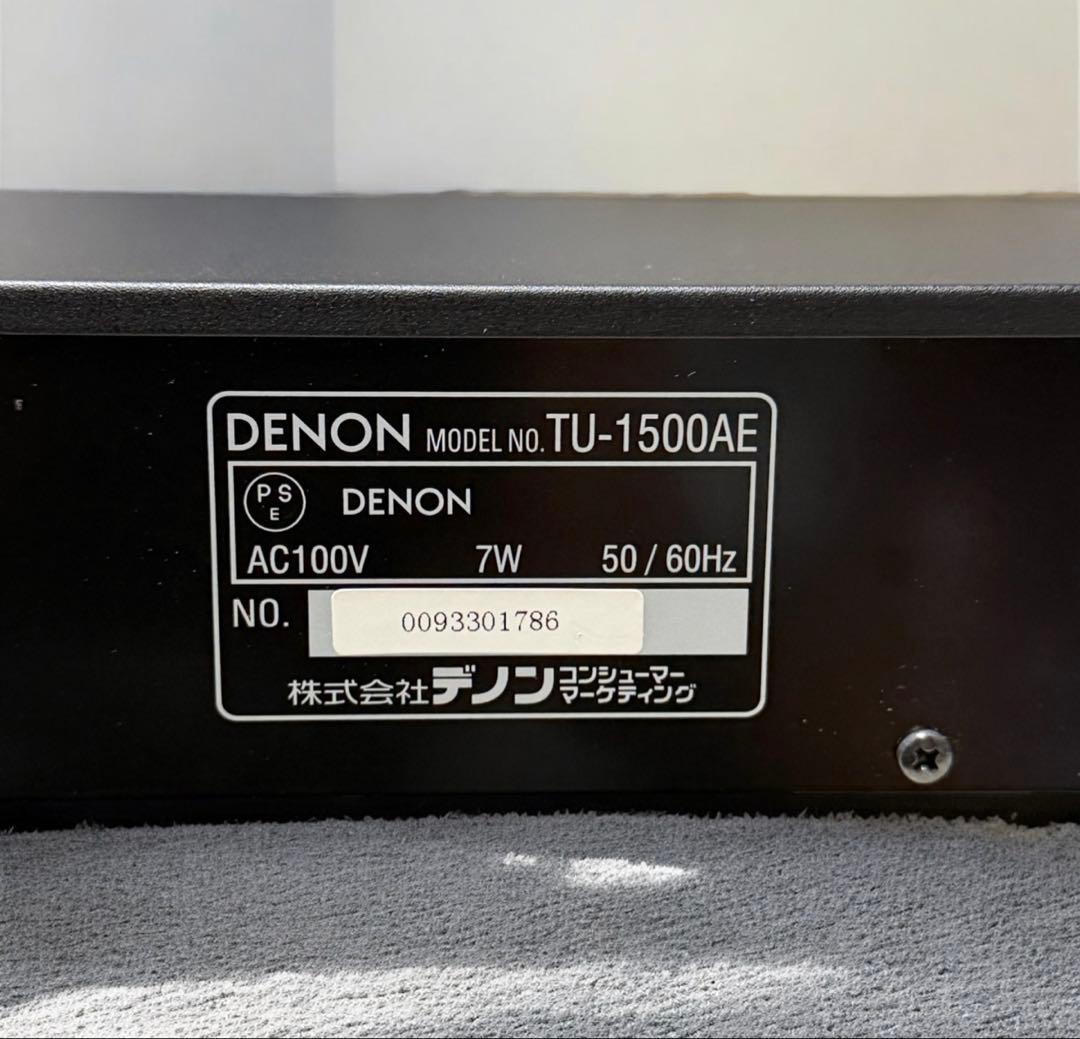 DENON MODEL NO. TU-1500AE
PSE DENON
AC100V 7W 50 / 60Hz
NO. 0093301786
株式会社デノン コンシューマー
マーケティング